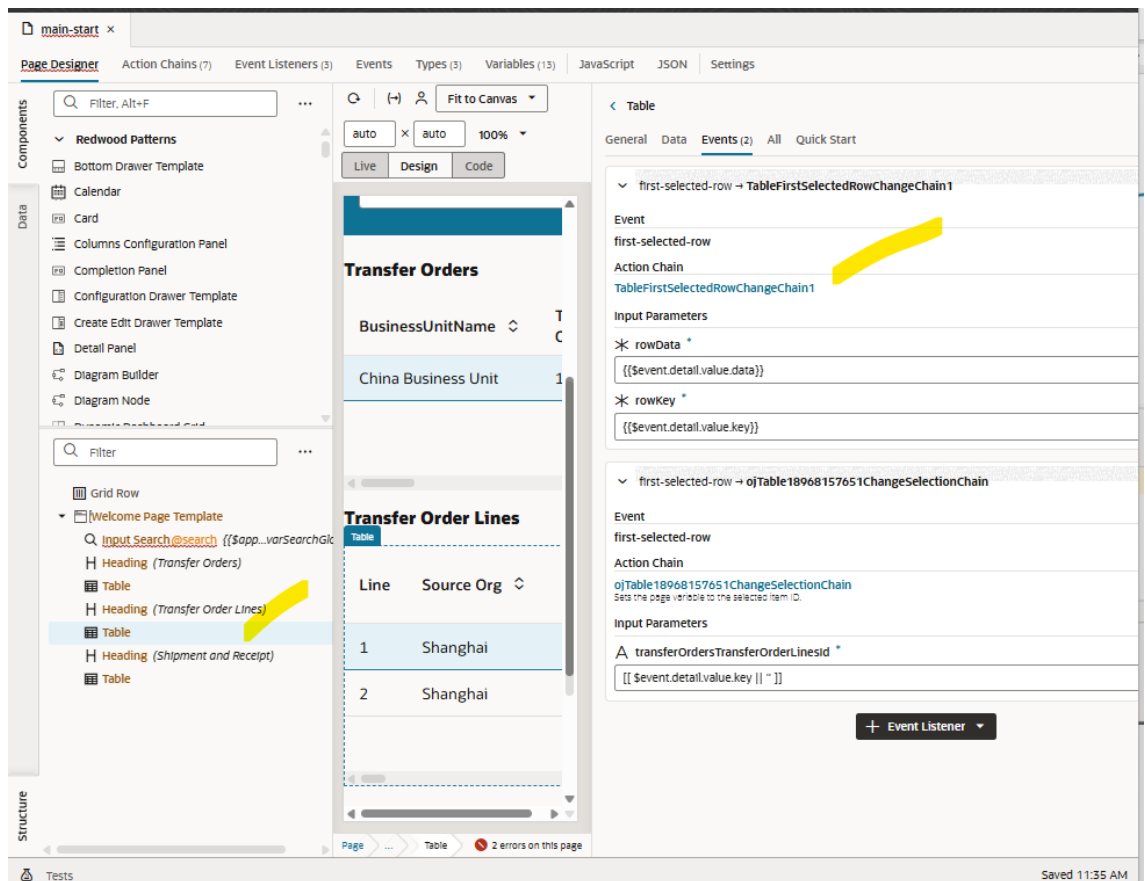 main-start ×
Page Designer Action Chains (7) Event Listeners (3) Events Types (3) Variables (13) JavaScript JSON Settings
Components
Data
Structure
Filter, Alt+F
Redwood Patterns
Bottom Drawer Template
Calendar
Card
Columns Configuration Panel
Completion Panel
Configuration Drawer Template
Create Edit Drawer Template
Detail Panel
Diagram Builder
Diagram Node
Filter
Grid Row
Welcome Page Template
Input Search @search {{$app...varSearchGlo
Heading (Transfer Orders)
Table
Heading (Transfer Order Lines)
Table
Heading (Shipment and Receipt)
Table
Fit to Canvas
auto × auto 100%
Live Design Code
Transfer Orders
BusinessUnitName
China Business Unit 1
Transfer Order Lines
Table
Line Source Org
1 Shanghai
2 Shanghai
Page ... Table 2 errors on this page
Table
General Data Events (2) All Quick Start
first-selected-row → TableFirstSelectedRowChangeChain1
Event
first-selected-row
Action Chain
TableFirstSelectedRowChangeChain1
Input Parameters
rowData *
{{$event.detail.value.data}}
rowKey *
{{$event.detail.value.key}}
first-selected-row → ojTable18968157651ChangeSelectionChain
Event
first-selected-row
Action Chain
ojTable18968157651ChangeSelectionChain
Sets the page variable to the selected item ID.
Input Parameters
A transferOrdersTransferOrderLinesId *
[[ $event.detail.value.key || '' ]]
+ Event Listener
Tests
Saved 11:35 AM